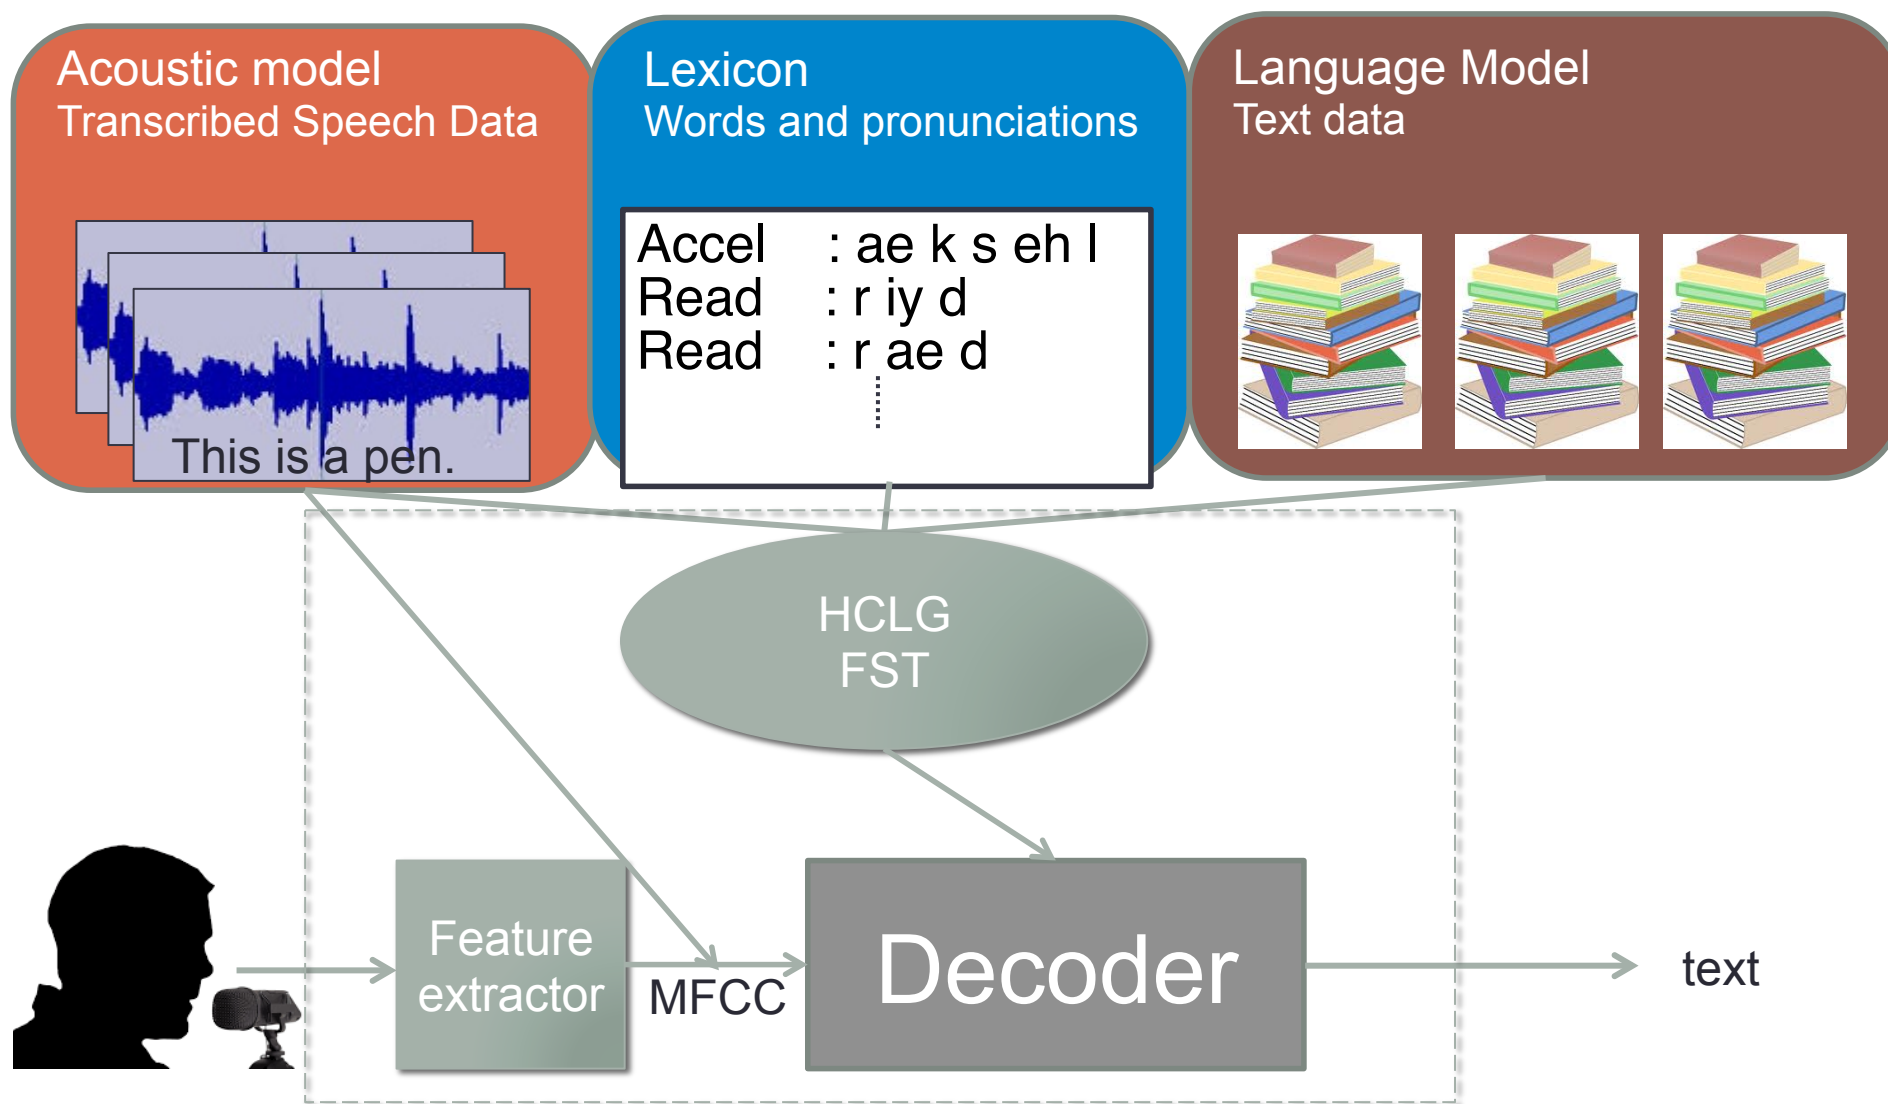 Acoustic model
Transcribed Speech Data
This is a pen.
Lexicon
Words and pronunciations
Accel : ae k s eh l
Read : r iy d
Read : r ae d
Language Model
Text data
HCLG
FST
Feature
extractor
MFCC
Decoder
text